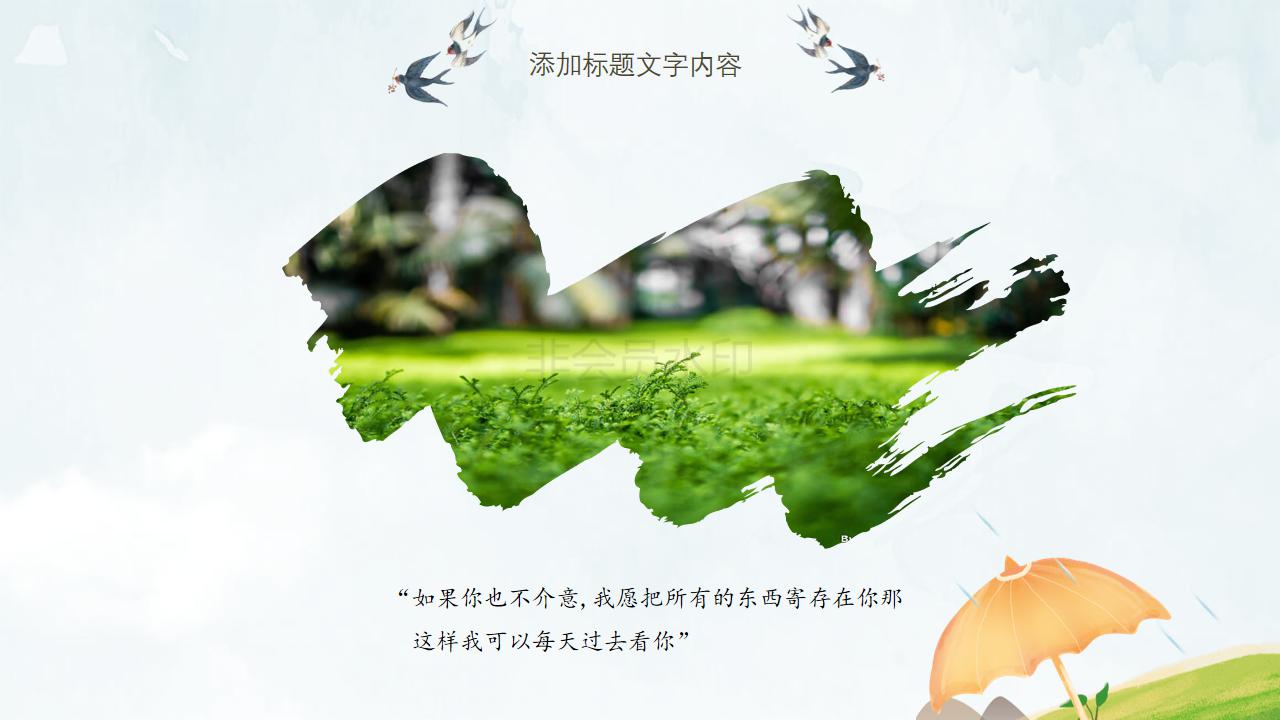 添加标题文字内容
非会员水印
“如果你也不介意,我愿把所有的东西寄存在你那
这样我可以每天过去看你”